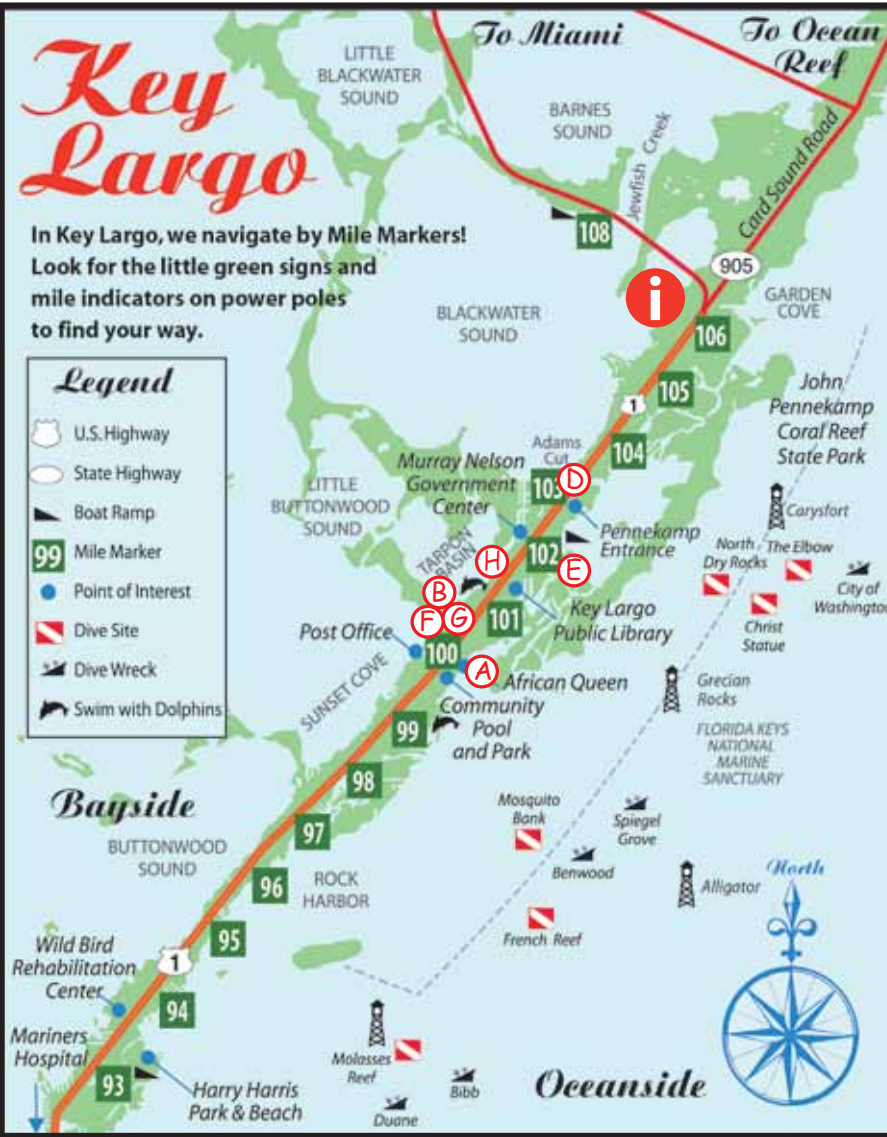 Key
Largo
To Miami
To Ocean
Reef
LITTLE
BLACKWATER
SOUND
BARNES
SOUND
Jewfish Creek
Card Sound Road
In Key Largo, we navigate by Mile Markers!
Look for the little green signs and
mile indicators on power poles
to find your way.
108
905
i
GARDEN
COVE
BLACKWATER
SOUND
106
Legend
U.S. Highway
State Highway
Boat Ramp
99
Mile Marker
Point of Interest
Dive Site
Dive Wreck
Swim with Dolphins
105
1
John
Pennekamp
Coral Reef
State Park
104
Adams
Cut
Murray Nelson
Government
Center
103
D
LITTLE
BUTTONWOOD
SOUND
Pennekamp
Entrance
Carysfort
102
E
TARPON
BASIN
H
North
Dry Rocks
The Elbow
City of
Washington
Christ
Statue
B
F
G
101
Key Largo
Public Library
Post Office
100
A
African Queen
SUNSET COVE
Community
Pool
and Park
Grecian
Rocks
99
FLORIDA KEYS
NATIONAL
MARINE
SANCTUARY
98
Bayside
97
BUTTONWOOD
SOUND
Mosquito
Bank
Spiegel
Grove
Benwood
96
ROCK
HARBOR
Alligator
North
95
French Reef
Wild Bird
Rehabilitation
Center
1
94
Mariners
Hospital
93
Harry Harris
Park & Beach
Molasses
Reef
Bibb
Duane
Oceanside